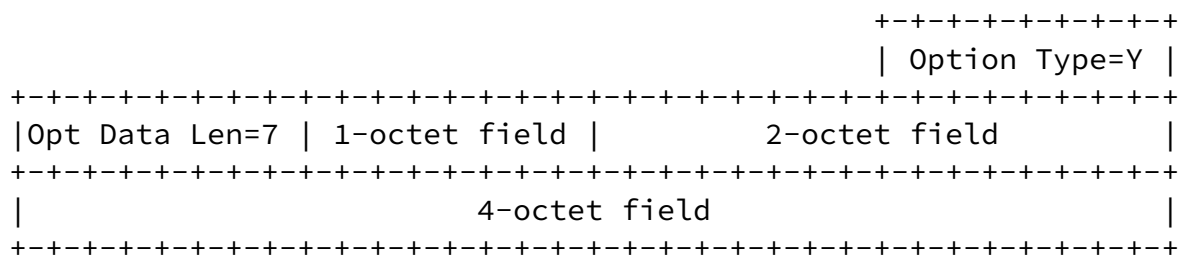 +-+-+-+-+-+-+-+-+
| Option Type=Y |
+-+-+-+-+-+-+-+-+-+-+-+-+-+-+-+-+-+-+-+-+-+-+-+-+-+-+-+-+-+-+-+-+
|Opt Data Len=7 | 1-octet field | 2-octet field |
+-+-+-+-+-+-+-+-+-+-+-+-+-+-+-+-+-+-+-+-+-+-+-+-+-+-+-+-+-+-+-+-+
| 4-octet field |
+-+-+-+-+-+-+-+-+-+-+-+-+-+-+-+-+-+-+-+-+-+-+-+-+-+-+-+-+-+-+-+-+